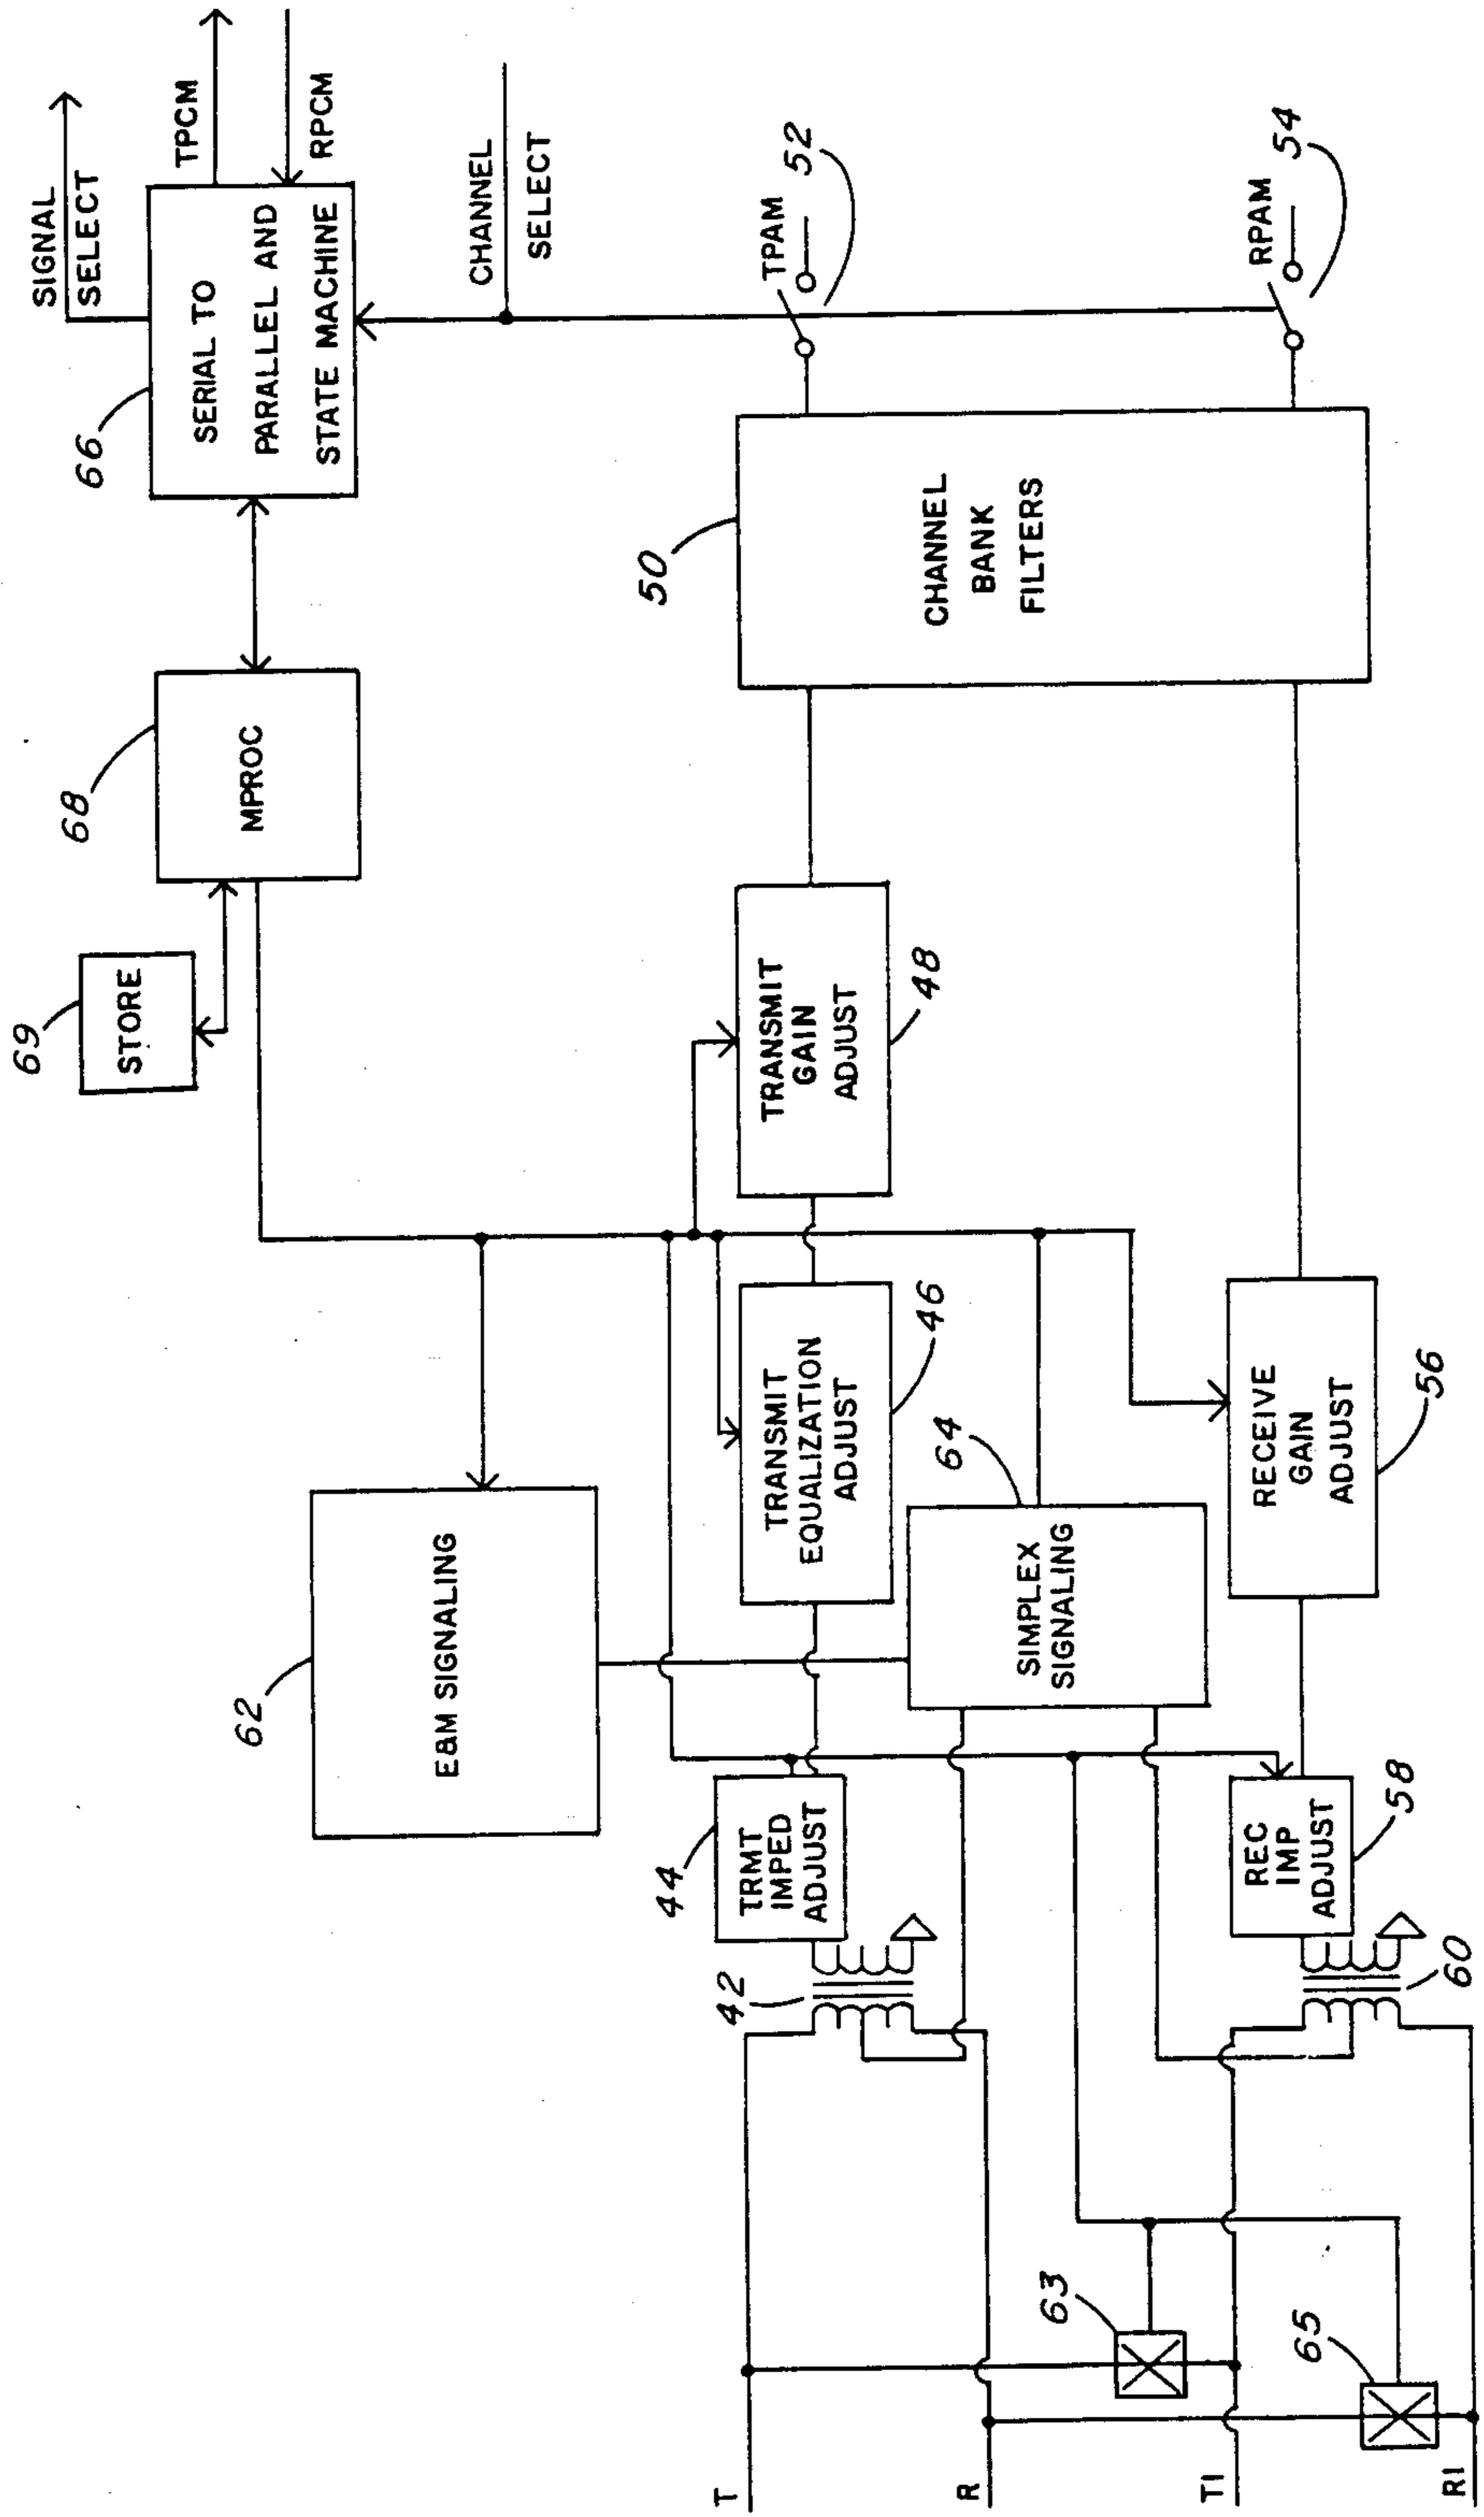 SIGNAL
SELECT
TPCM
RPCM
66
SERIAL TO
PARALLEL AND
STATE MACHINE
CHANNEL
SELECT
68
MPROC
69
STORE
62
E&M SIGNALING
50
CHANNEL
BANK
FILTERS
TPAM
52
RPAM
54
TRANSMIT
GAIN
ADJUST
48
TRANSMIT
EQUALIZATION
ADJUST
46
44
TRMT
IMPED
ADJUST
42
64
SIMPLEX
SIGNALING
RECEIVE
GAIN
ADJUST
56
REC
IMP
ADJUST
58
60
63
65
T
R
T1
R1